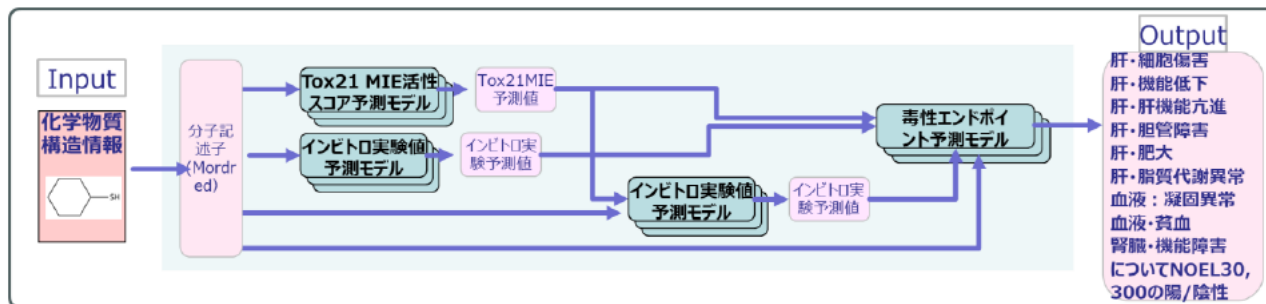 Input
化学物質
構造情報
SH
分子記
述子
(Mordr
ed)
Tox21 MIE活性
スコア予測モデル
Tox21MIE
予測値
インビトロ実験値
予測モデル
インビトロ実
験予測値
インビトロ実験値
予測モデル
インビトロ実
験予測値
毒性エンドポイ
ント予測モデル
Output
肝・細胞傷害
肝・機能低下
肝・肝機能亢進
肝・胆管障害
肝・肥大
肝・脂質代謝異常
血液：凝固異常
血液・貧血
腎臓・機能障害
についてNOEL30,
300の陽/陰性